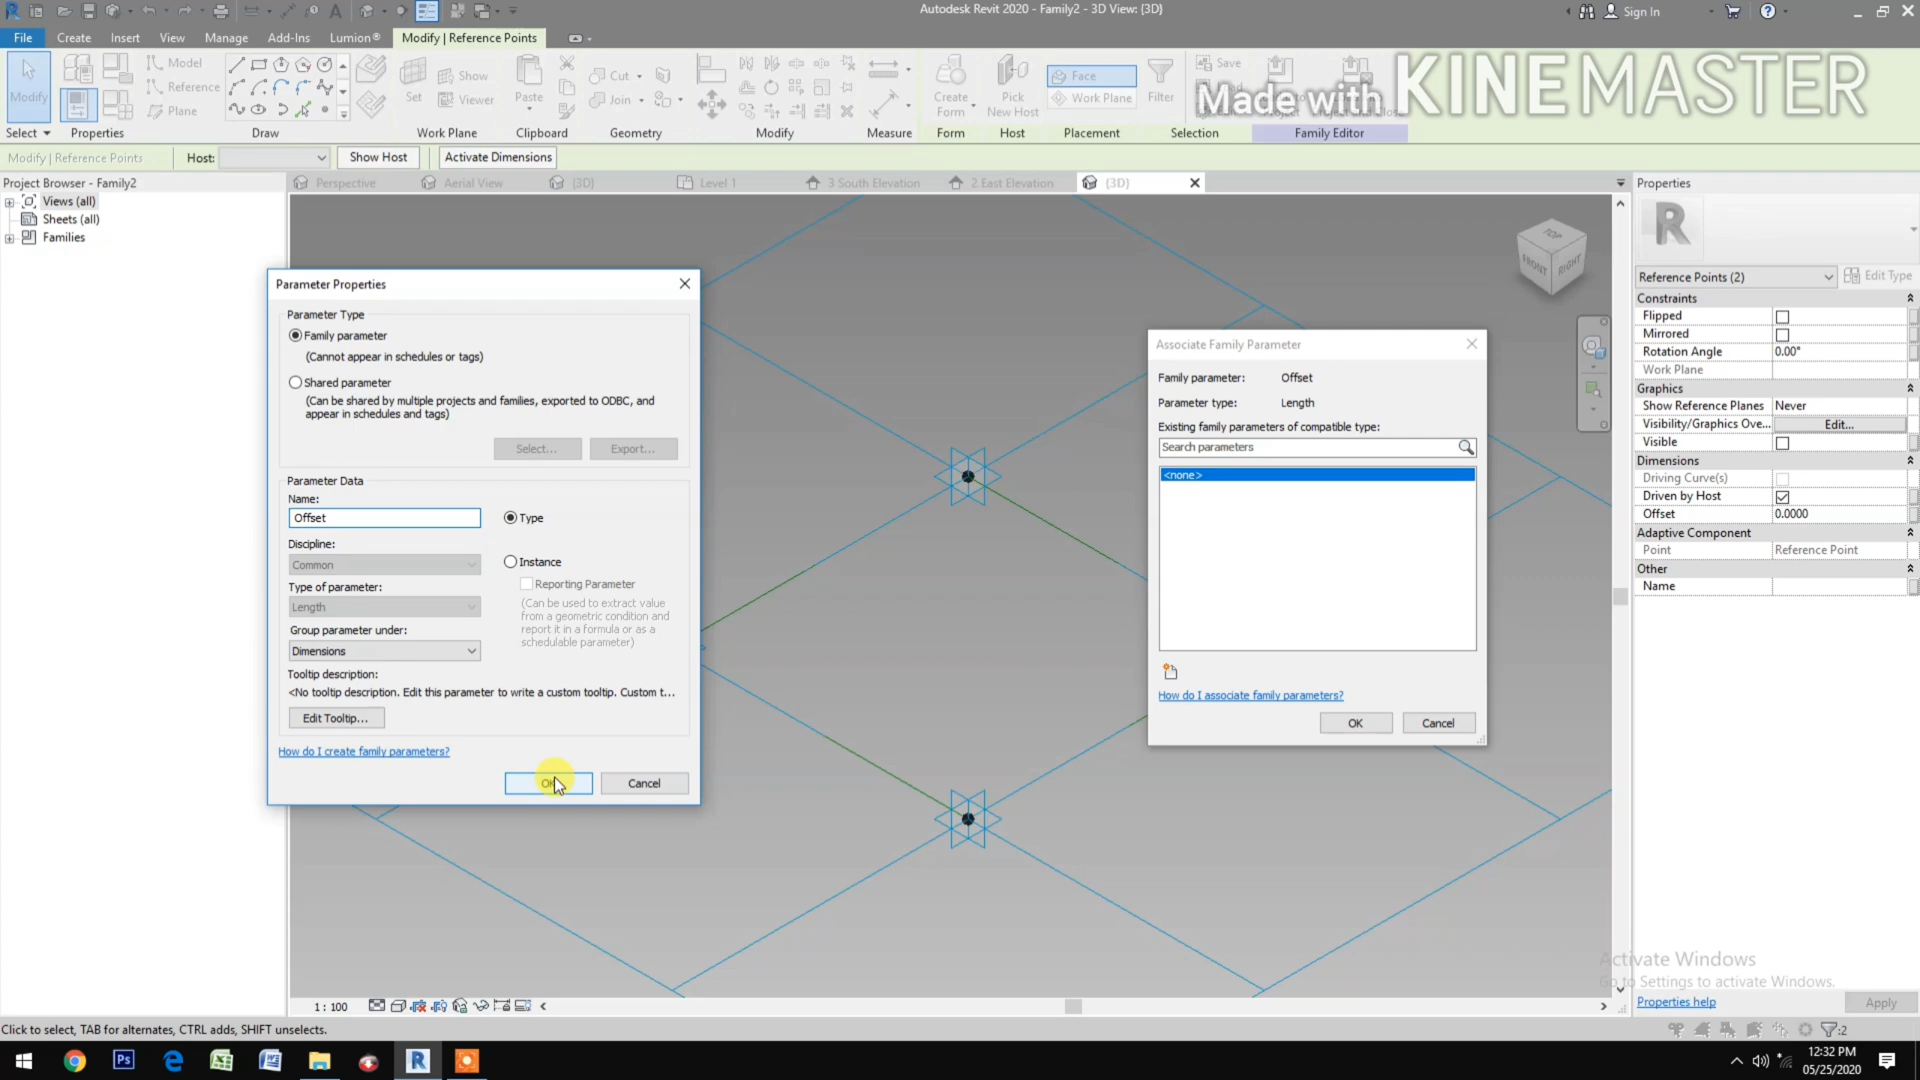 Autodesk Revit 2020 - Family2 - 3D View: {3D}
Sign In
File Create Insert View Manage Add-Ins Lumion® Modify | Reference Points
Modify
Model
Reference
Plane
Set
Show
Viewer
Paste
Cut
Join
Create
Form
Pick
New Host
Face
Work Plane
Filter
Save
Made with KINEMASTER
Select Properties Draw Work Plane Clipboard Geometry Modify Measure Form Host Placement Selection Family Editor
Modify | Reference Points Host: Show Host Activate Dimensions
Project Browser - Family2
Views (all)
Sheets (all)
Families
Perspective Aerial View {3D} Level 1 3 South Elevation 2 East Elevation {3D}
TOP
FRONT RIGHT
Parameter Properties
Parameter Type
Family parameter
(Cannot appear in schedules or tags)
Shared parameter
(Can be shared by multiple projects and families, exported to ODBC, and
appear in schedules and tags)
Select... Export...
Parameter Data
Name:
Offset
Type
Discipline:
Common
Instance
Reporting Parameter
(Can be used to extract value
from a geometric condition and
report it in a formula or as a
schedulable parameter)
Type of parameter:
Length
Group parameter under:
Dimensions
Tooltip description:
<No tooltip description. Edit this parameter to write a custom tooltip. Custom t...
Edit Tooltip...
How do I create family parameters?
OK Cancel
Associate Family Parameter
Family parameter: Offset
Parameter type: Length
Existing family parameters of compatible type:
Search parameters
<none>
How do I associate family parameters?
OK Cancel
Properties
Reference Points (2) Edit Type
Constraints
Flipped
Mirrored
Rotation Angle 0.00°
Work Plane
Graphics
Show Reference Planes Never
Visibility/Graphics Ove... Edit...
Visible
Dimensions
Driving Curve(s)
Driven by Host
Offset 0.0000
Adaptive Component
Point Reference Point
Other
Name
Activate Windows
Go to Settings to activate Windows.
Properties help Apply
1 : 100
Click to select, TAB for alternates, CTRL adds, SHIFT unselects.
:2
12:32 PM
05/25/2020